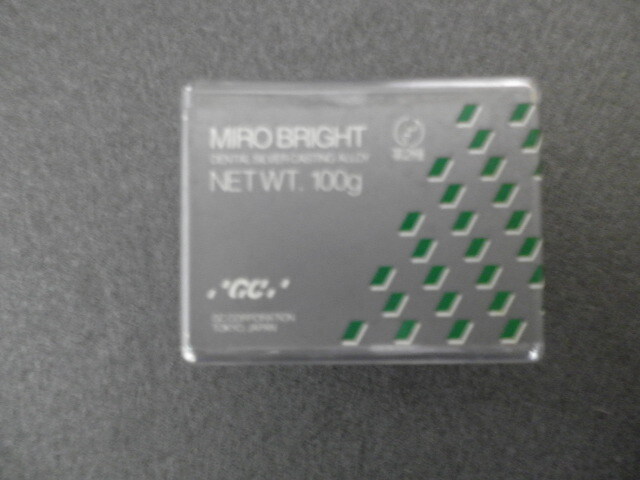 MIRO BRIGHT
DENTAL SILVER CASTING ALLOY
NET WT. 100g
GC
GC CORPORATION
TOKYO, JAPAN